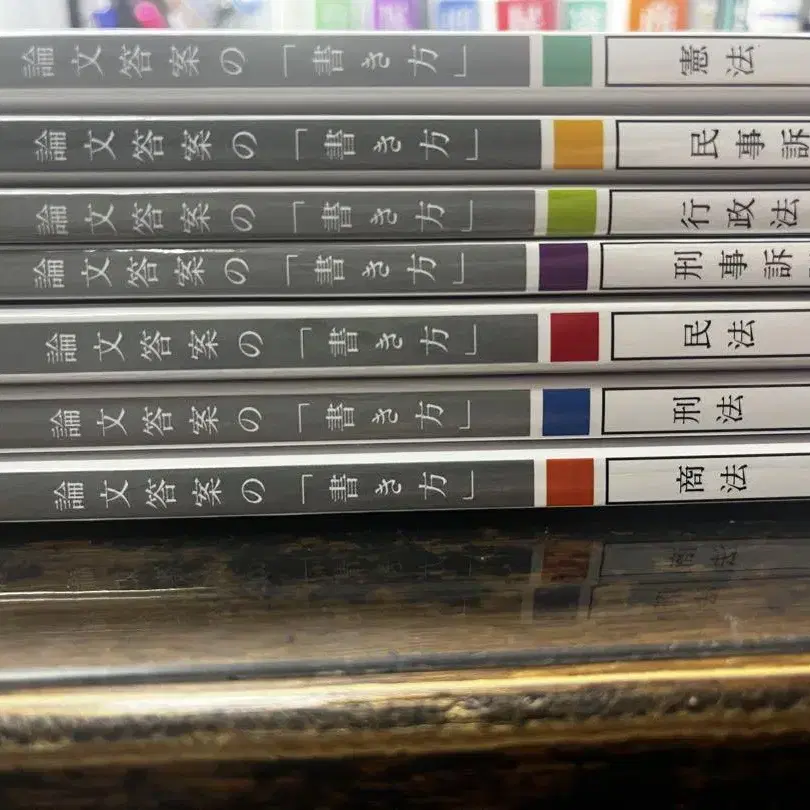 論文答案の「書き方」 憲法
論文答案の「書き方」 民事訴
論文答案の「書き方」 行政法
論文答案の「書き方」 刑事訴
論文答案の「書き方」 民法
論文答案の「書き方」 刑法
論文答案の「書き方」 商法